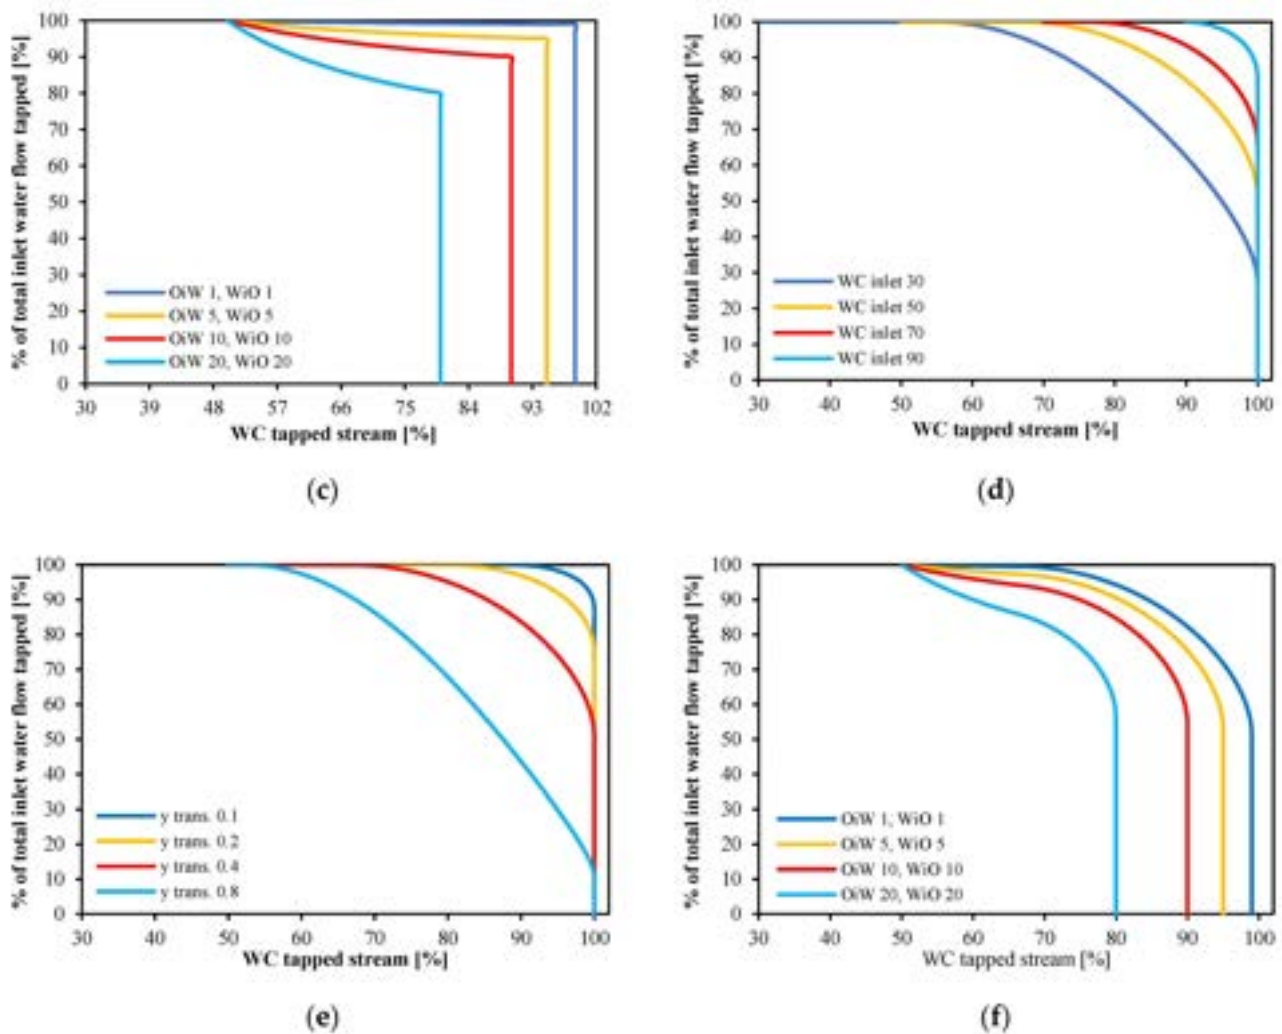 % of total inlet water flow tapped [%]
100
90
80
70
60
50
40
30
20
10
0
OiW 1, WiO 1
OiW 5, WiO 5
OiW 10, WiO 10
OiW 20, WiO 20
30 39 48 57 66 75 84 93 102
WC tapped stream [%]
(c)
% of total inlet water flow tapped [%]
100
90
80
70
60
50
40
30
20
10
0
WC inlet 30
WC inlet 50
WC inlet 70
WC inlet 90
30 40 50 60 70 80 90 100
WC tapped stream [%]
(d)
% of total inlet water flow tapped [%]
100
90
80
70
60
50
40
30
20
10
0
y trans. 0.1
y trans. 0.2
y trans. 0.4
y trans. 0.8
30 40 50 60 70 80 90 100
WC tapped stream [%]
(e)
% of total inlet water flow tapped [%]
100
90
80
70
60
50
40
30
20
10
0
OiW 1, WiO 1
OiW 5, WiO 5
OiW 10, WiO 10
OiW 20, WiO 20
30 40 50 60 70 80 90 100
WC tapped stream [%]
(f)